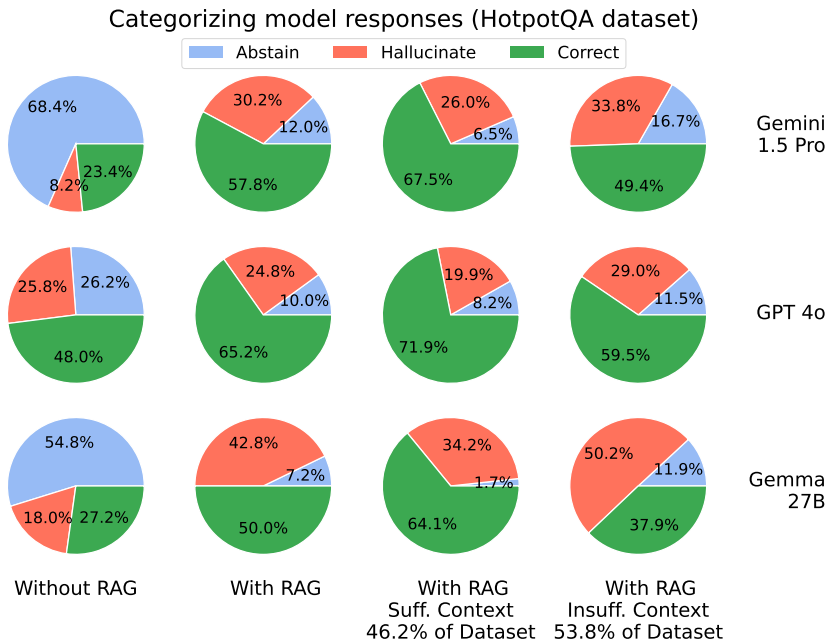 Categorizing model responses (HotpotQA dataset)
Abstain Hallucinate Correct
68.4%
8.2%
23.4%
30.2%
12.0%
57.8%
26.0%
6.5%
67.5%
33.8%
16.7%
49.4%
Gemini
1.5 Pro
25.8%
26.2%
48.0%
24.8%
10.0%
65.2%
19.9%
8.2%
71.9%
29.0%
11.5%
59.5%
GPT 4o
54.8%
18.0%
27.2%
42.8%
7.2%
50.0%
34.2%
1.7%
64.1%
50.2%
11.9%
37.9%
Gemma
27B
Without RAG
With RAG
With RAG
Suff. Context
46.2% of Dataset
With RAG
Insuff. Context
53.8% of Dataset